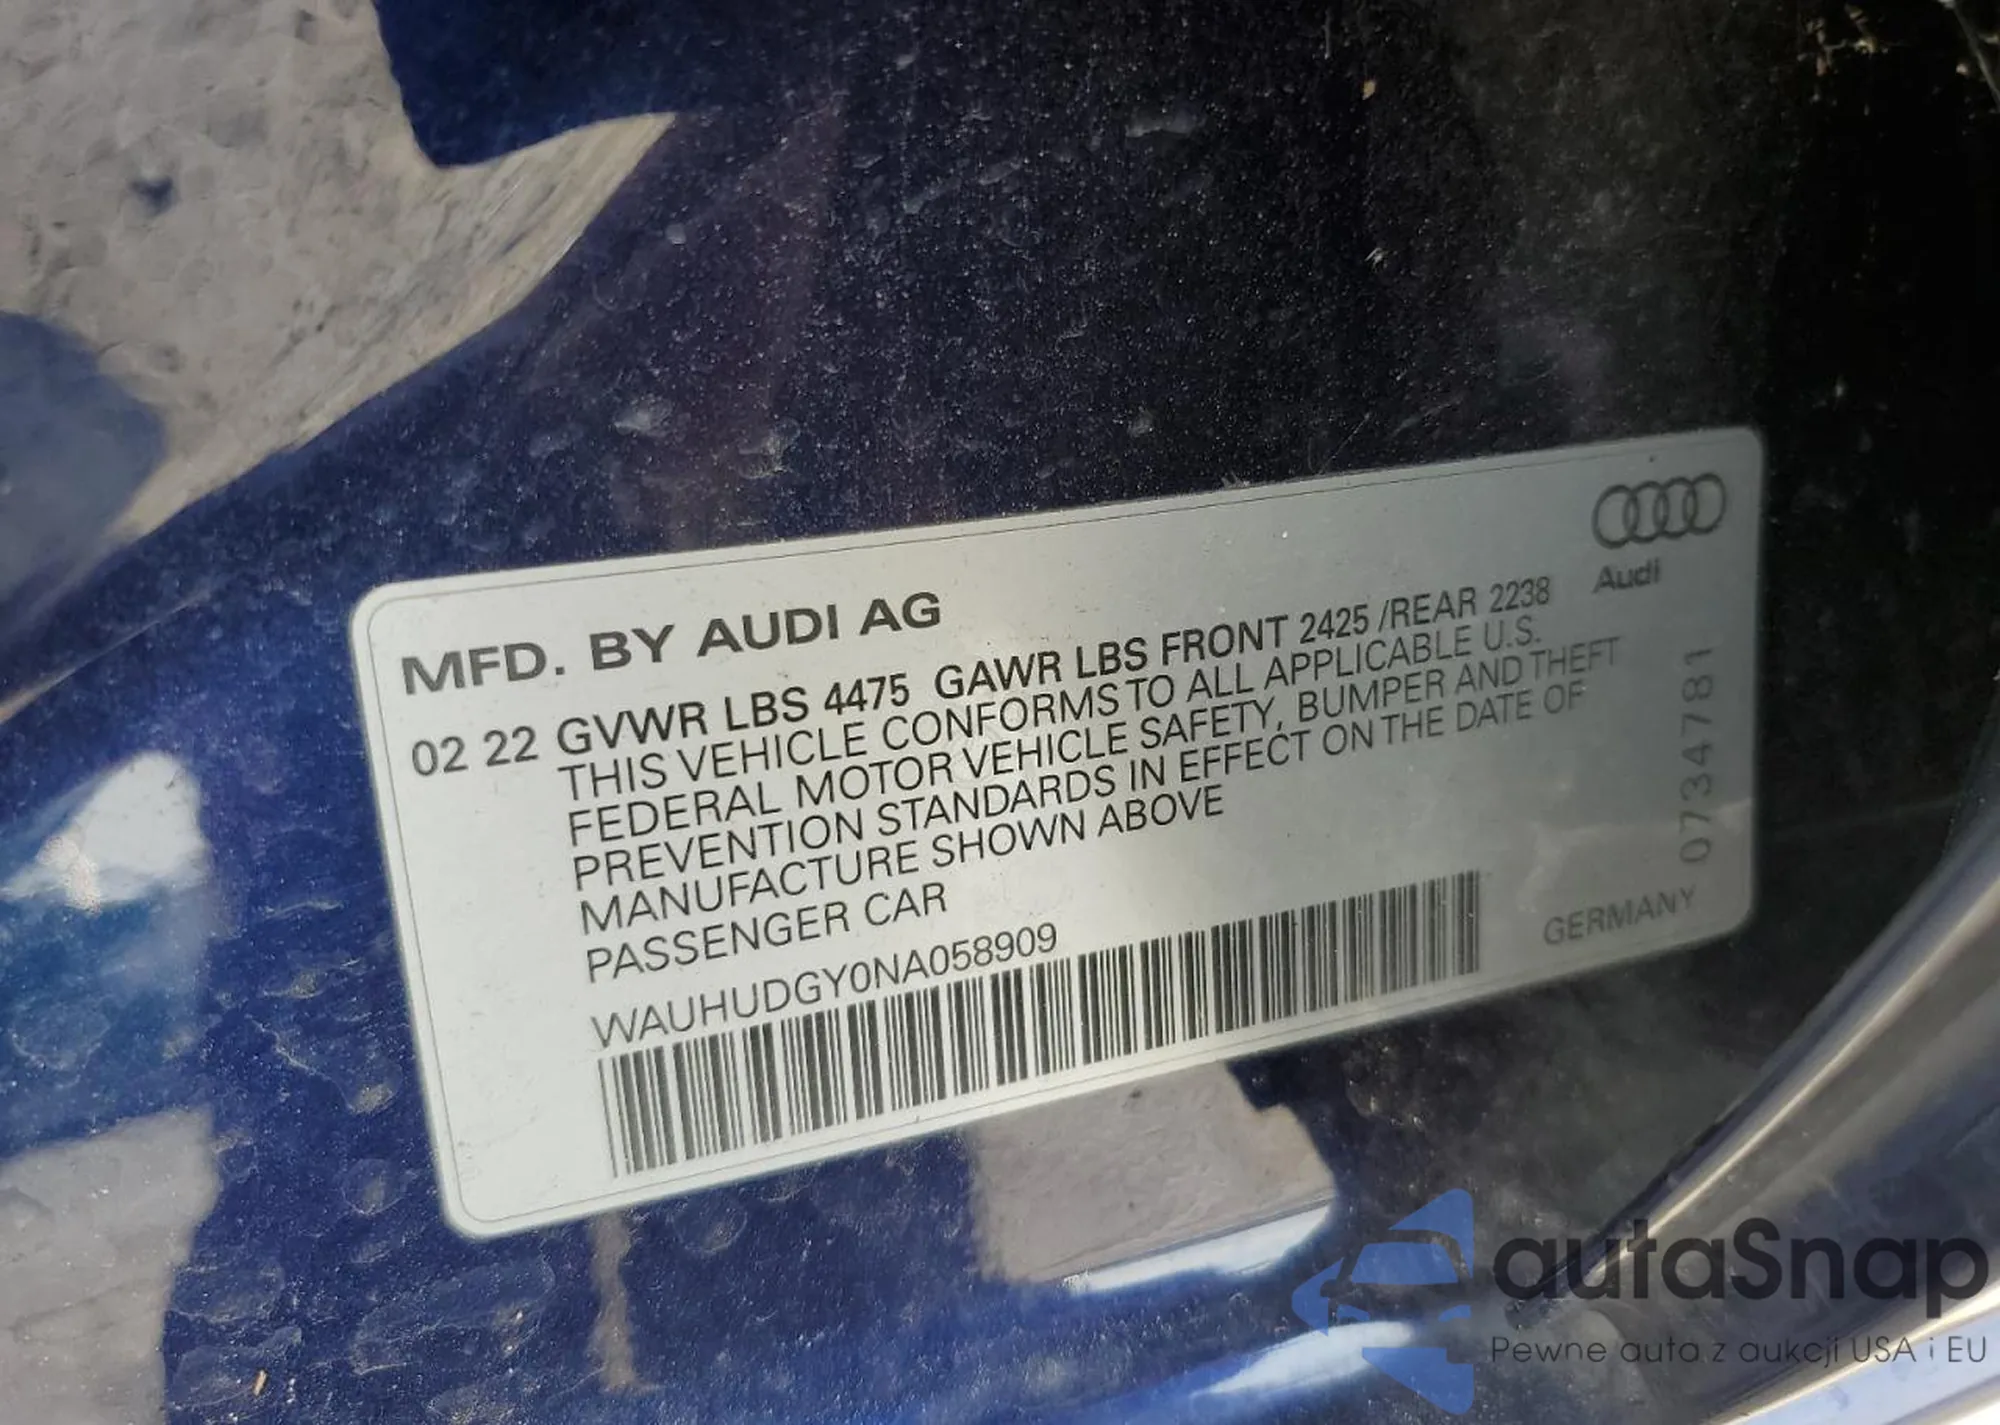 Audi
MFD. BY AUDI AG
02 22 GVWR LBS 4475 GAWR LBS FRONT 2425 /REAR 2238
THIS VEHICLE CONFORMS TO ALL APPLICABLE U.S.
FEDERAL MOTOR VEHICLE SAFETY, BUMPER AND THEFT
PREVENTION STANDARDS IN EFFECT ON THE DATE OF
MANUFACTURE SHOWN ABOVE
PASSENGER CAR
WAUHUDGY0NA058909
GERMANY
0734781
autaSnap
Pewne auta z aukcji USA i EU